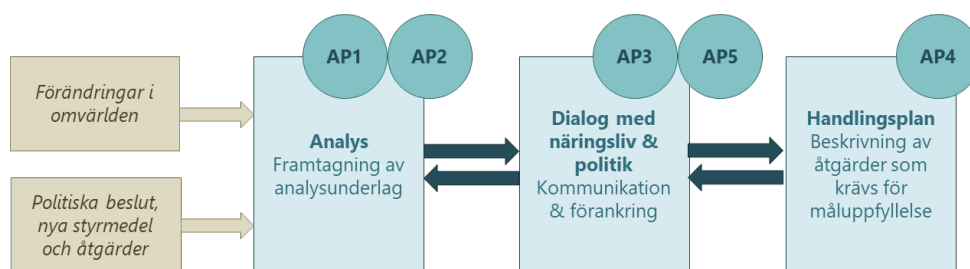 AP1
AP2
AP3
AP5
AP4
Förändringar i
omvärlden
Politiska beslut,
nya styrmedel
och åtgärder
Analys
Framtagning av
analysunderlag
Dialog med
näringsliv &
politik
Kommunikation
& förankring
Handlingsplan
Beskrivning av
åtgärder som
krävs för
måluppfyllelse